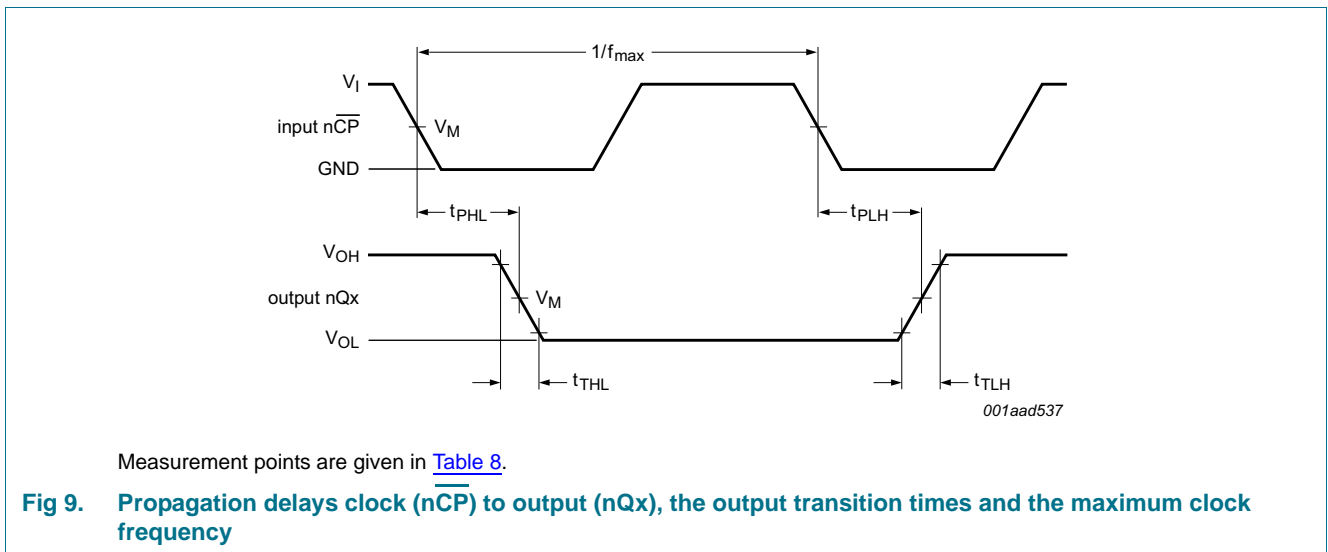 1/fmax
VI
input nC̅P̅
VM
GND
tPHL
tPLH
VOH
output nQx
VM
VOL
tTHL
tTLH
001aad537
Measurement points are given in Table 8.
Fig 9. Propagation delays clock (nC̅P̅) to output (nQx), the output transition times and the maximum clock
frequency